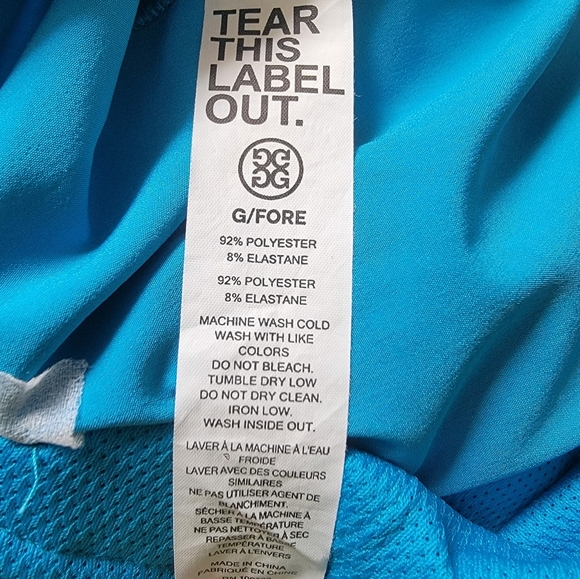 TEAR
THIS
LABEL
OUT.
G/FORE
92% POLYESTER
8% ELASTANE
92% POLYESTER
8% ELASTANE
MACHINE WASH COLD
WASH WITH LIKE
COLORS
DO NOT BLEACH.
TUMBLE DRY LOW
DO NOT DRY CLEAN.
IRON LOW.
WASH INSIDE OUT.
LAVER À LA MACHINE À L'EAU
FROIDE
LAVER AVEC DES COULEURS
SIMILAIRES
NE PAS UTILISER AGENT DE
BLANCHIMENT.
SÉCHER À LA MACHINE À
BASSE TEMPÉRATURE
NE PAS NETTOYER À SEC
REPASSER À BASSE
TEMPÉRATURE
LAVER À L'ENVERS
MADE IN CHINA
FABRIQUÉ EN CHINE
RN